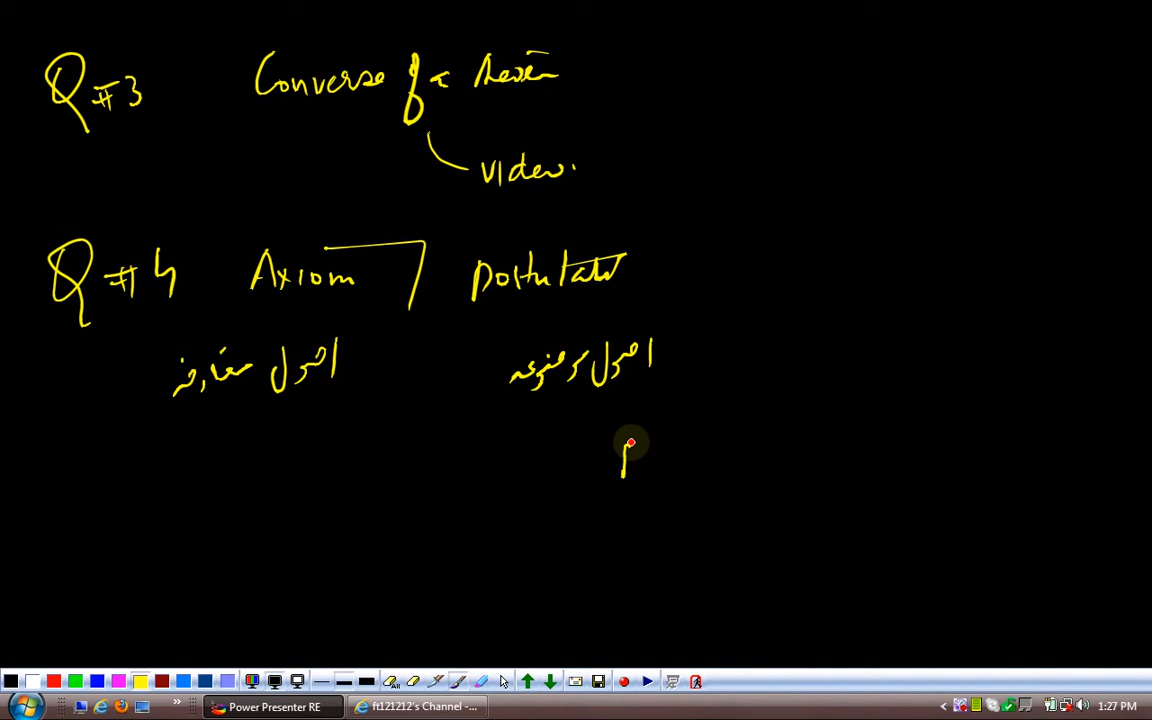 Q#3 Converse of a theorem
video.
Q#4 Axiom Postulate
اصول متعارفہ اصول موضوعہ
Power Presenter RE
ft121212's Channel -...
1:27 PM